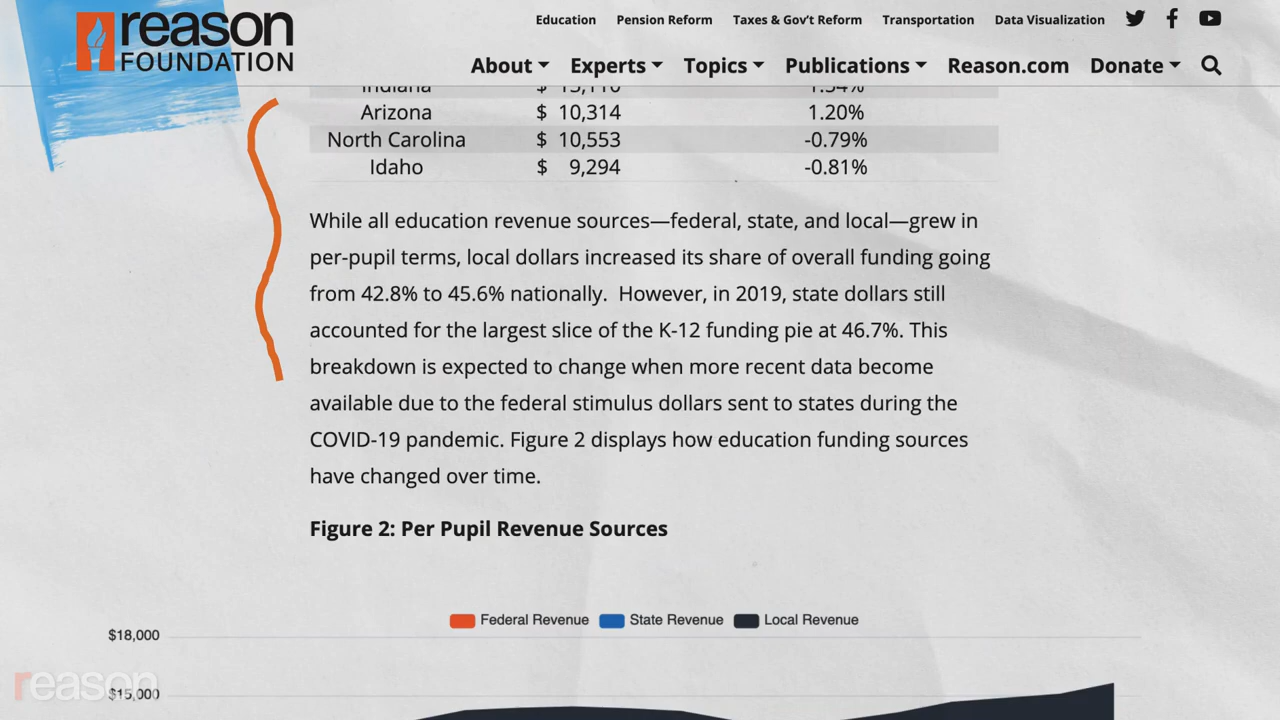 reason
FOUNDATION
Education Pension Reform Taxes & Gov't Reform Transportation Data Visualization
About Experts Topics Publications Reason.com Donate
Indiana $ 13,110 1.54%
Arizona $ 10,314 1.20%
North Carolina $ 10,553 -0.79%
Idaho $ 9,294 -0.81%
While all education revenue sources—federal, state, and local—grew in
per-pupil terms, local dollars increased its share of overall funding going
from 42.8% to 45.6% nationally. However, in 2019, state dollars still
accounted for the largest slice of the K-12 funding pie at 46.7%. This
breakdown is expected to change when more recent data become
available due to the federal stimulus dollars sent to states during the
COVID-19 pandemic. Figure 2 displays how education funding sources
have changed over time.
Figure 2: Per Pupil Revenue Sources
Federal Revenue State Revenue Local Revenue
$18,000
$15,000
reason